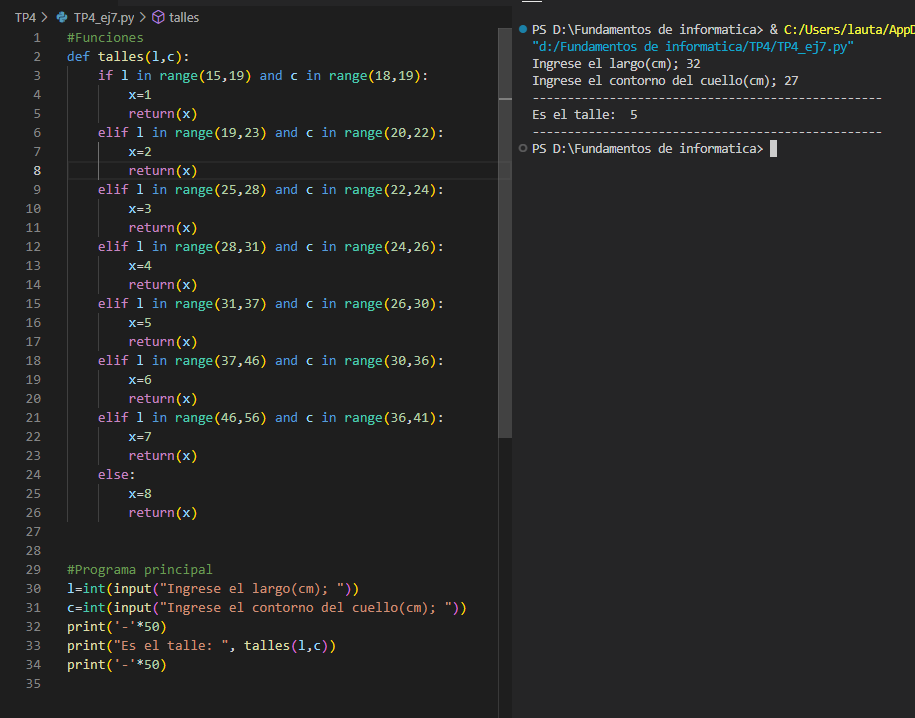 TP4 > TP4_ej7.py > talles
1 #Funciones
2 def talles(l,c):
3 if l in range(15,19) and c in range(18,19):
4 x=1
5 return(x)
6 elif l in range(19,23) and c in range(20,22):
7 x=2
8 return(x)
9 elif l in range(25,28) and c in range(22,24):
10 x=3
11 return(x)
12 elif l in range(28,31) and c in range(24,26):
13 x=4
14 return(x)
15 elif l in range(31,37) and c in range(26,30):
16 x=5
17 return(x)
18 elif l in range(37,46) and c in range(30,36):
19 x=6
20 return(x)
21 elif l in range(46,56) and c in range(36,41):
22 x=7
23 return(x)
24 else:
25 x=8
26 return(x)
27
28
29 #Programa principal
30 l=int(input("Ingrese el largo(cm); "))
31 c=int(input("Ingrese el contorno del cuello(cm); "))
32 print('-'*50)
33 print("Es el talle: ", talles(l,c))
34 print('-'*50)
35
PS D:\Fundamentos de informatica> & C:/Users/lauta/AppD
"d:/Fundamentos de informatica/TP4/TP4_ej7.py"
Ingrese el largo(cm); 32
Ingrese el contorno del cuello(cm); 27
--------------------------------------------------
Es el talle:  5
--------------------------------------------------
PS D:\Fundamentos de informatica>